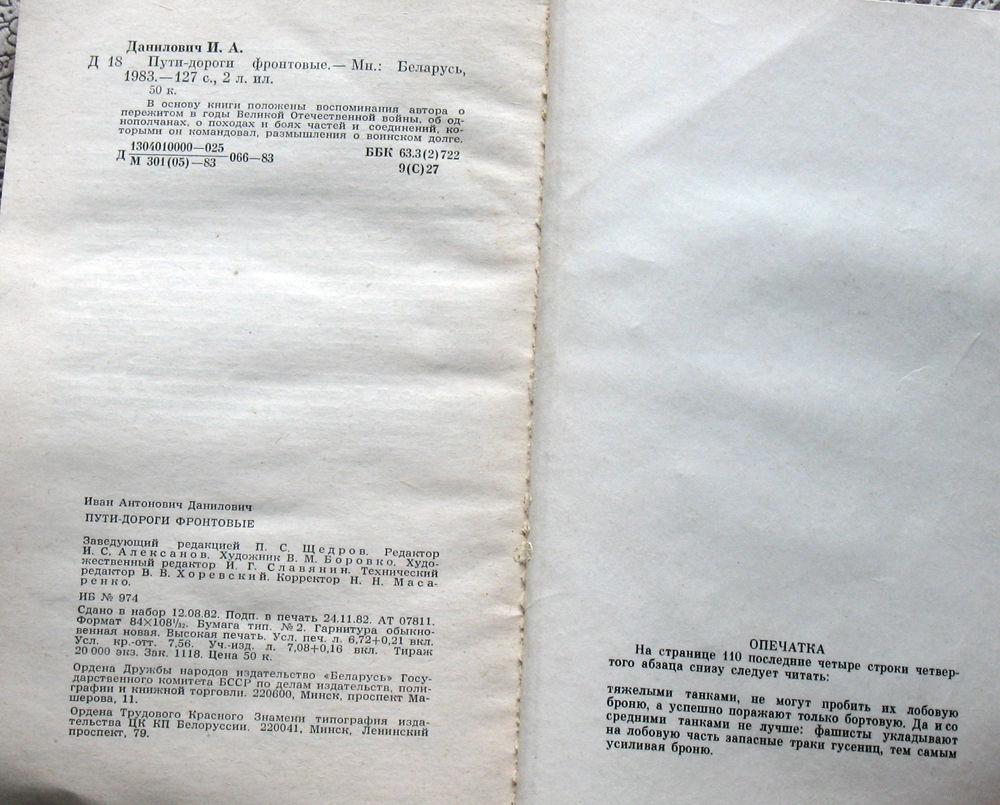 Данилович И. А.
Д 18 Пути-дороги фронтовые.— Мн.: Беларусь,
1983.—127 с., 2 л. ил.
50 к.
В основу книги положены воспоминания автора о
пережитом в годы Великой Отечественной войны, об од-
нополчанах, о походах и боях частей и соединений, ко-
торыми он командовал, размышления о воинском долге.
Д 1304010000—025
М 301(05)—83 066—83
ББК 63.3(2)722
9(С)27
Иван Антонович Данилович
ПУТИ-ДОРОГИ ФРОНТОВЫЕ
Заведующий редакцией П. С. Щедров. Редактор
И. С. Алексанов. Художник В. М. Боровко. Худо-
жественный редактор И. Г. Славянин. Технический
редактор В. В. Хоревский. Корректор Н. Н. Маса-
ренко.
ИБ № 974
Сдано в набор 12.08.82. Подп. в печать 24.11.82. АТ 07811.
Формат 84×108¹/₃₂. Бумага тип. № 2. Гарнитура обыкно-
венная новая. Высокая печать. Усл. печ. л. 6,72+0,21 вкл.
Усл. кр.-отт. 7,56. Уч.-изд. л. 7,08+0,16 вкл. Тираж
20 000 экз. Зак. 1118. Цена 50 к.
Ордена Дружбы народов издательство «Беларусь» Госу-
дарственного комитета БССР по делам издательств, поли-
графии и книжной торговли. 220600, Минск, проспект Ма-
шерова, 11.
Ордена Трудового Красного Знамени типография изда-
тельства ЦК КП Белоруссии. 220041, Минск, Ленинский
проспект, 79.
ОПЕЧАТКА
На странице 110 последние четыре строки четвер-
того абзаца снизу следует читать:
тяжелыми танками, не могут пробить их лобовую
броню, а успешно поражают только бортовую. Да и со
средними танками не лучше: фашисты укладывают
на лобовую часть запасные траки гусениц, тем самым
усиливая броню.